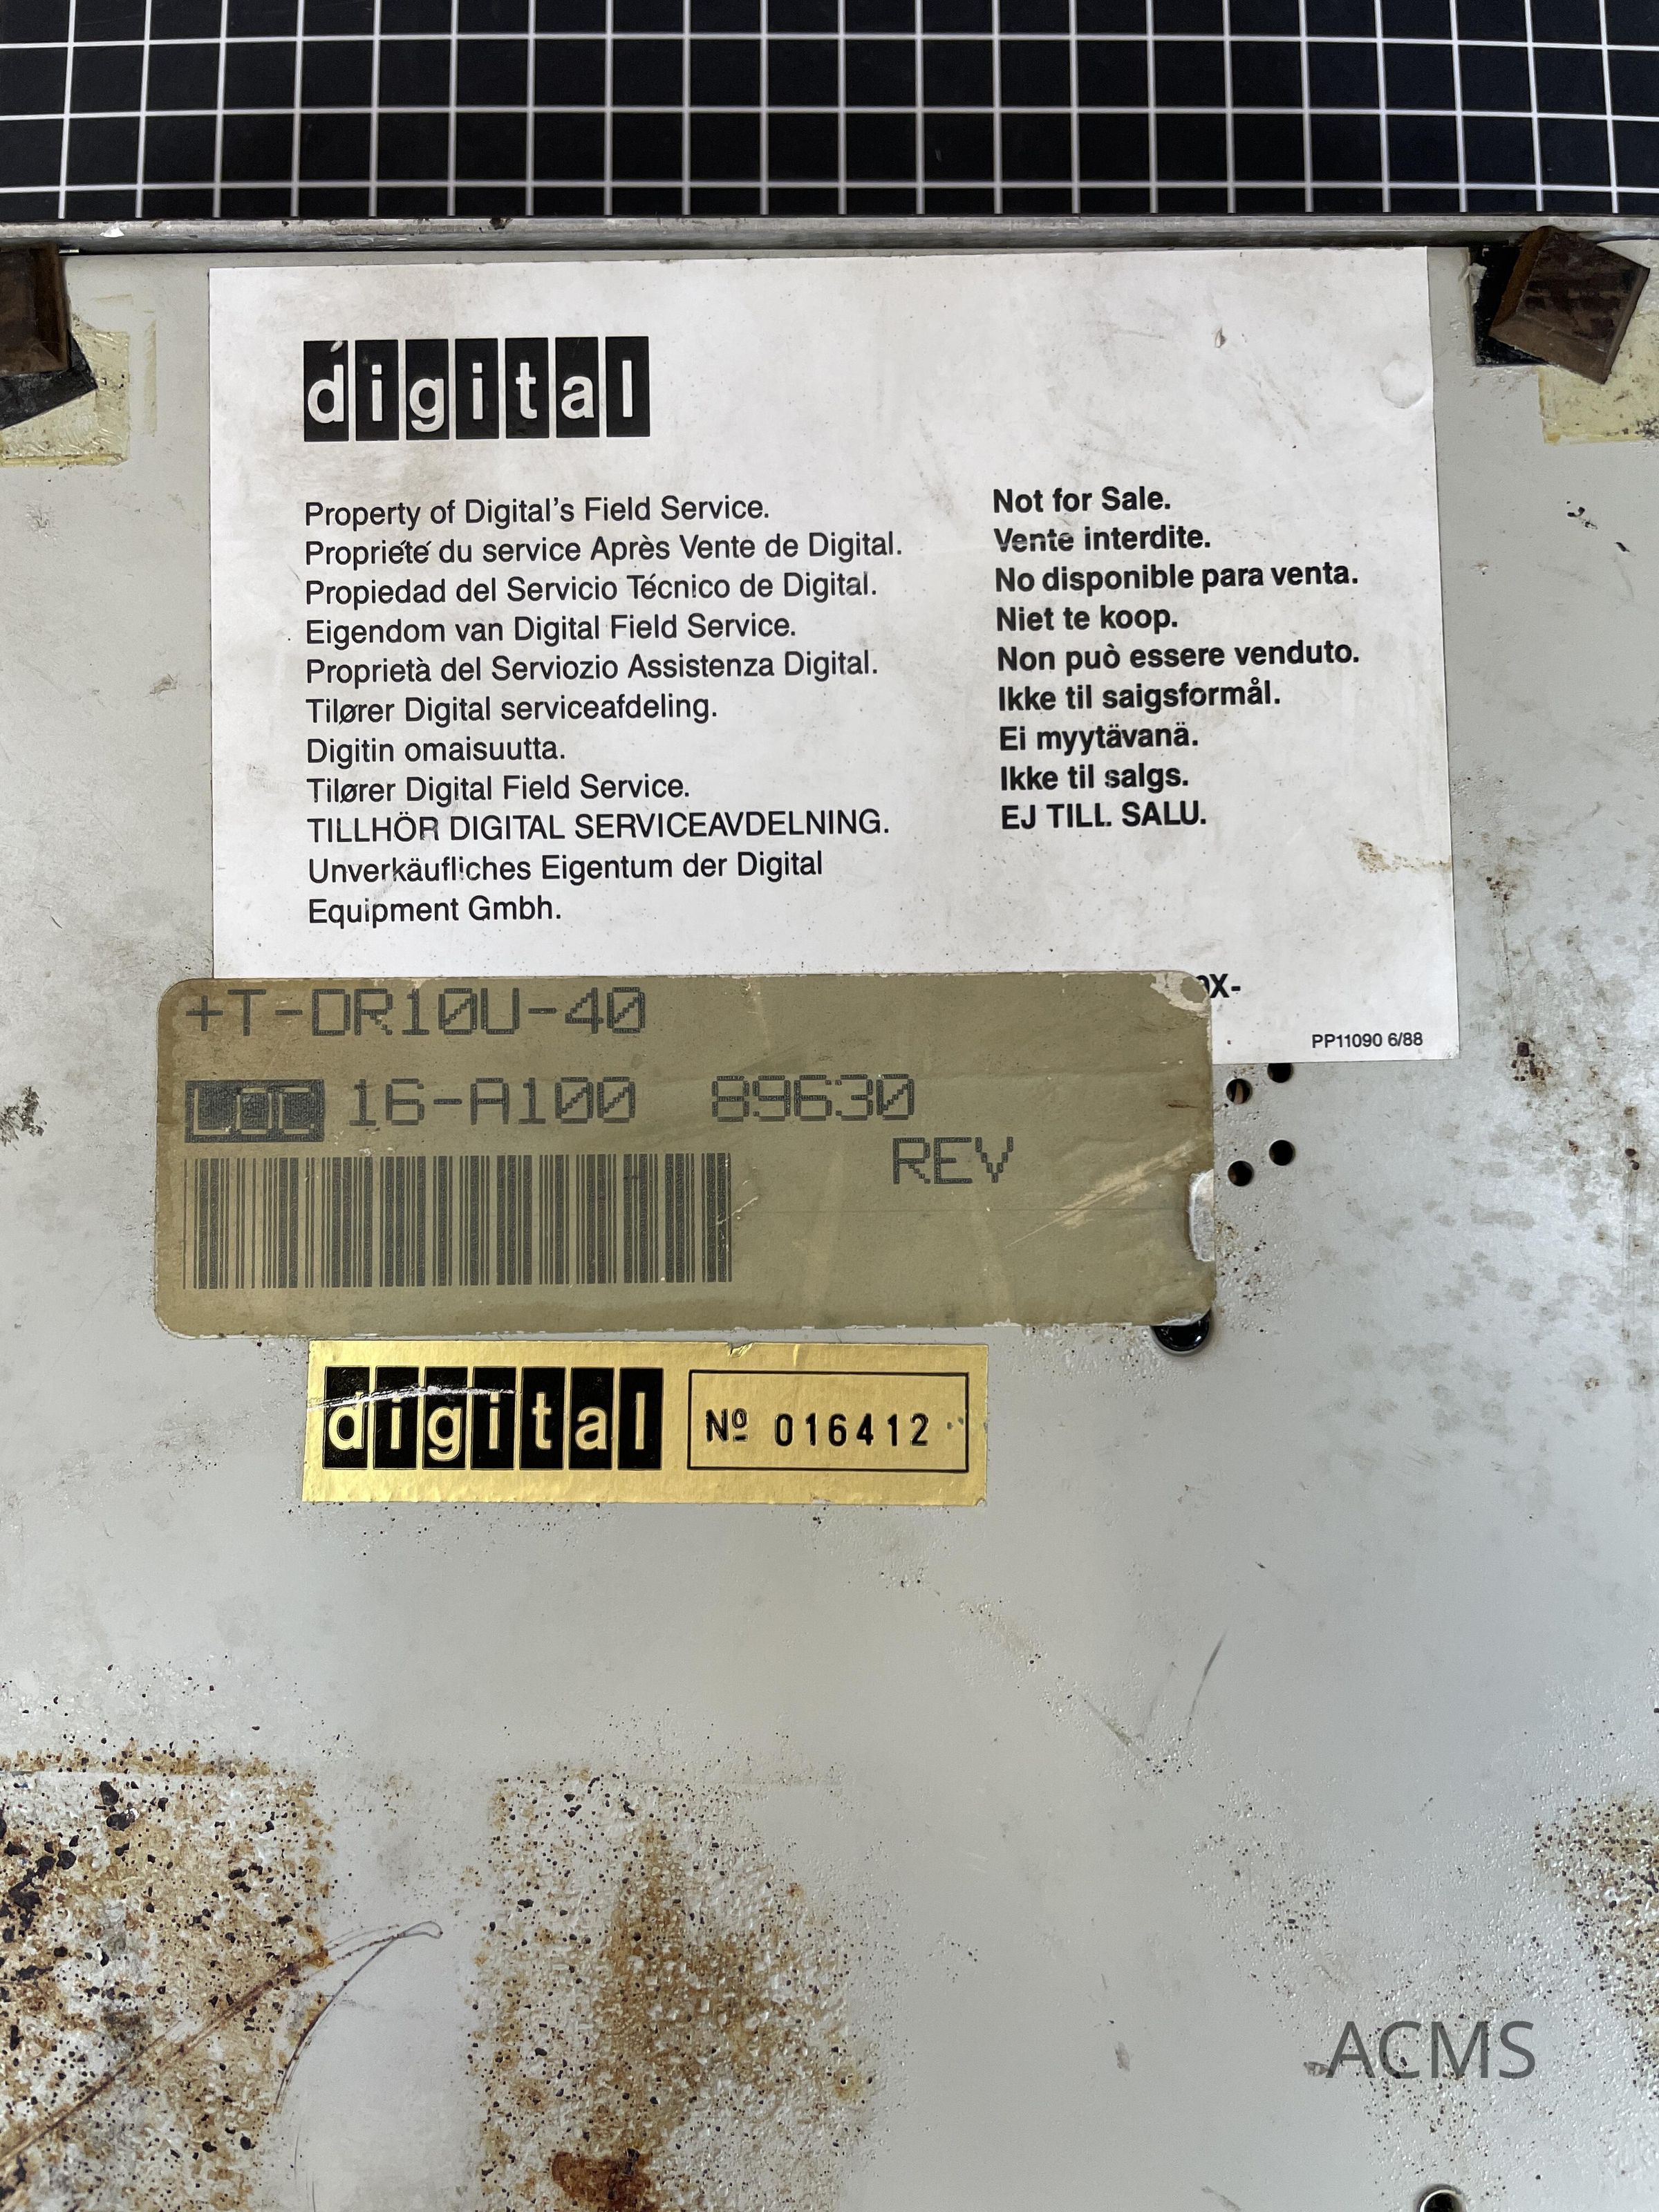 digital
Property of Digital's Field Service.
Propriéte´ du service Après Vente de Digital.
Propiedad del Servicio Técnico de Digital.
Eigendom van Digital Field Service.
Proprietà del Serviozio Assistenza Digital.
Tilører Digital serviceafdeling.
Digitin omaisuutta.
Tilører Digital Field Service.
TILLHÖR DIGITAL SERVICEAVDELNING.
Unverkäufliches Eigentum der Digital
Equipment Gmbh.
Not for Sale.
Vente interdite.
No disponible para venta.
Niet te koop.
Non può essere venduto.
Ikke til saigsformål.
Ei myytävanä.
Ikke til salgs.
EJ TILL SALU.
X-
PP11090 6/88
+T-DR10U-40
LOC 16-A100 89630
REV
digital Nº 016412
ACMS